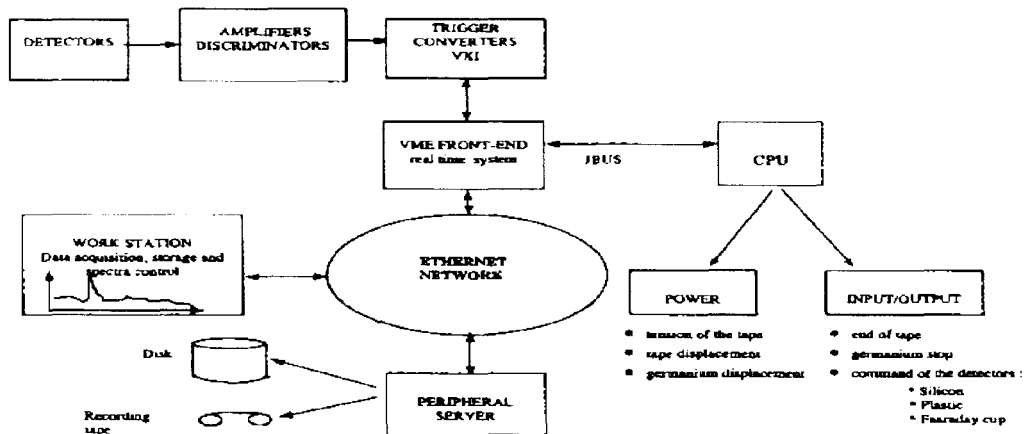 DETECTORS
AMPLIFIERS
DISCRIMINATORS
TRIGGER
CONVERTERS
VXI
VME FRONT-END
real time system
JBUS
CPU
WORK STATION
Data acquisition, storage and
spectra control
ETHERNET
NETWORK
POWER
INPUT/OUTPUT
• tension of the tape
• tape displacement
• germanium displacement
• end of tape
• germanium stop
• command of the detectors :
* Silicon
* Plastic
* Faraday cup
Disk
Recording
tape
PERIPHERAL
SERVER